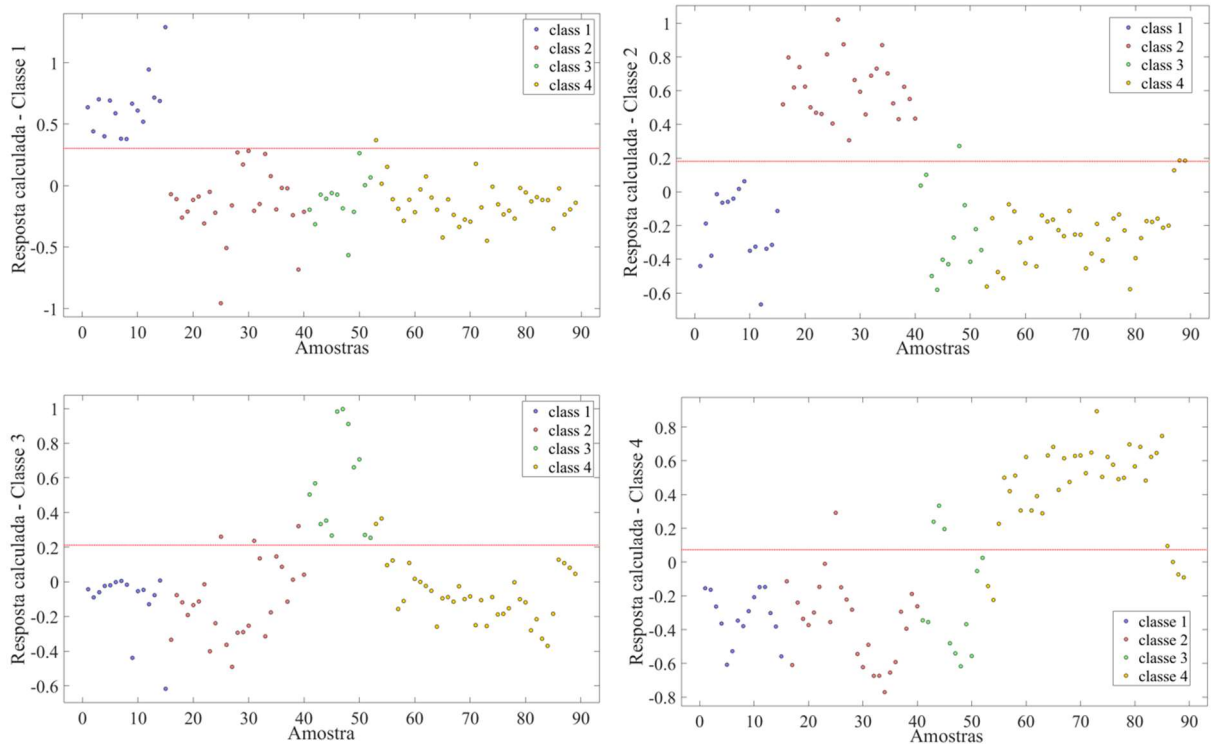 Resposta calculada - Classe 1
1
0.5
0
-0.5
-1
0 10 20 30 40 50 60 70 80 90
Amostras
class 1
class 2
class 3
class 4
Resposta calculada - Classe 2
1
0.8
0.6
0.4
0.2
0
-0.2
-0.4
-0.6
0 10 20 30 40 50 60 70 80 90
Amostras
class 1
class 2
class 3
class 4
Resposta calculada - Classe 3
1
0.8
0.6
0.4
0.2
0
-0.2
-0.4
-0.6
0 10 20 30 40 50 60 70 80 90
Amostra
class 1
class 2
class 3
class 4
Resposta calculada - Classe 4
0.8
0.6
0.4
0.2
0
-0.2
-0.4
-0.6
-0.8
0 10 20 30 40 50 60 70 80 90
Amostras
classe 1
classe 2
classe 3
classe 4